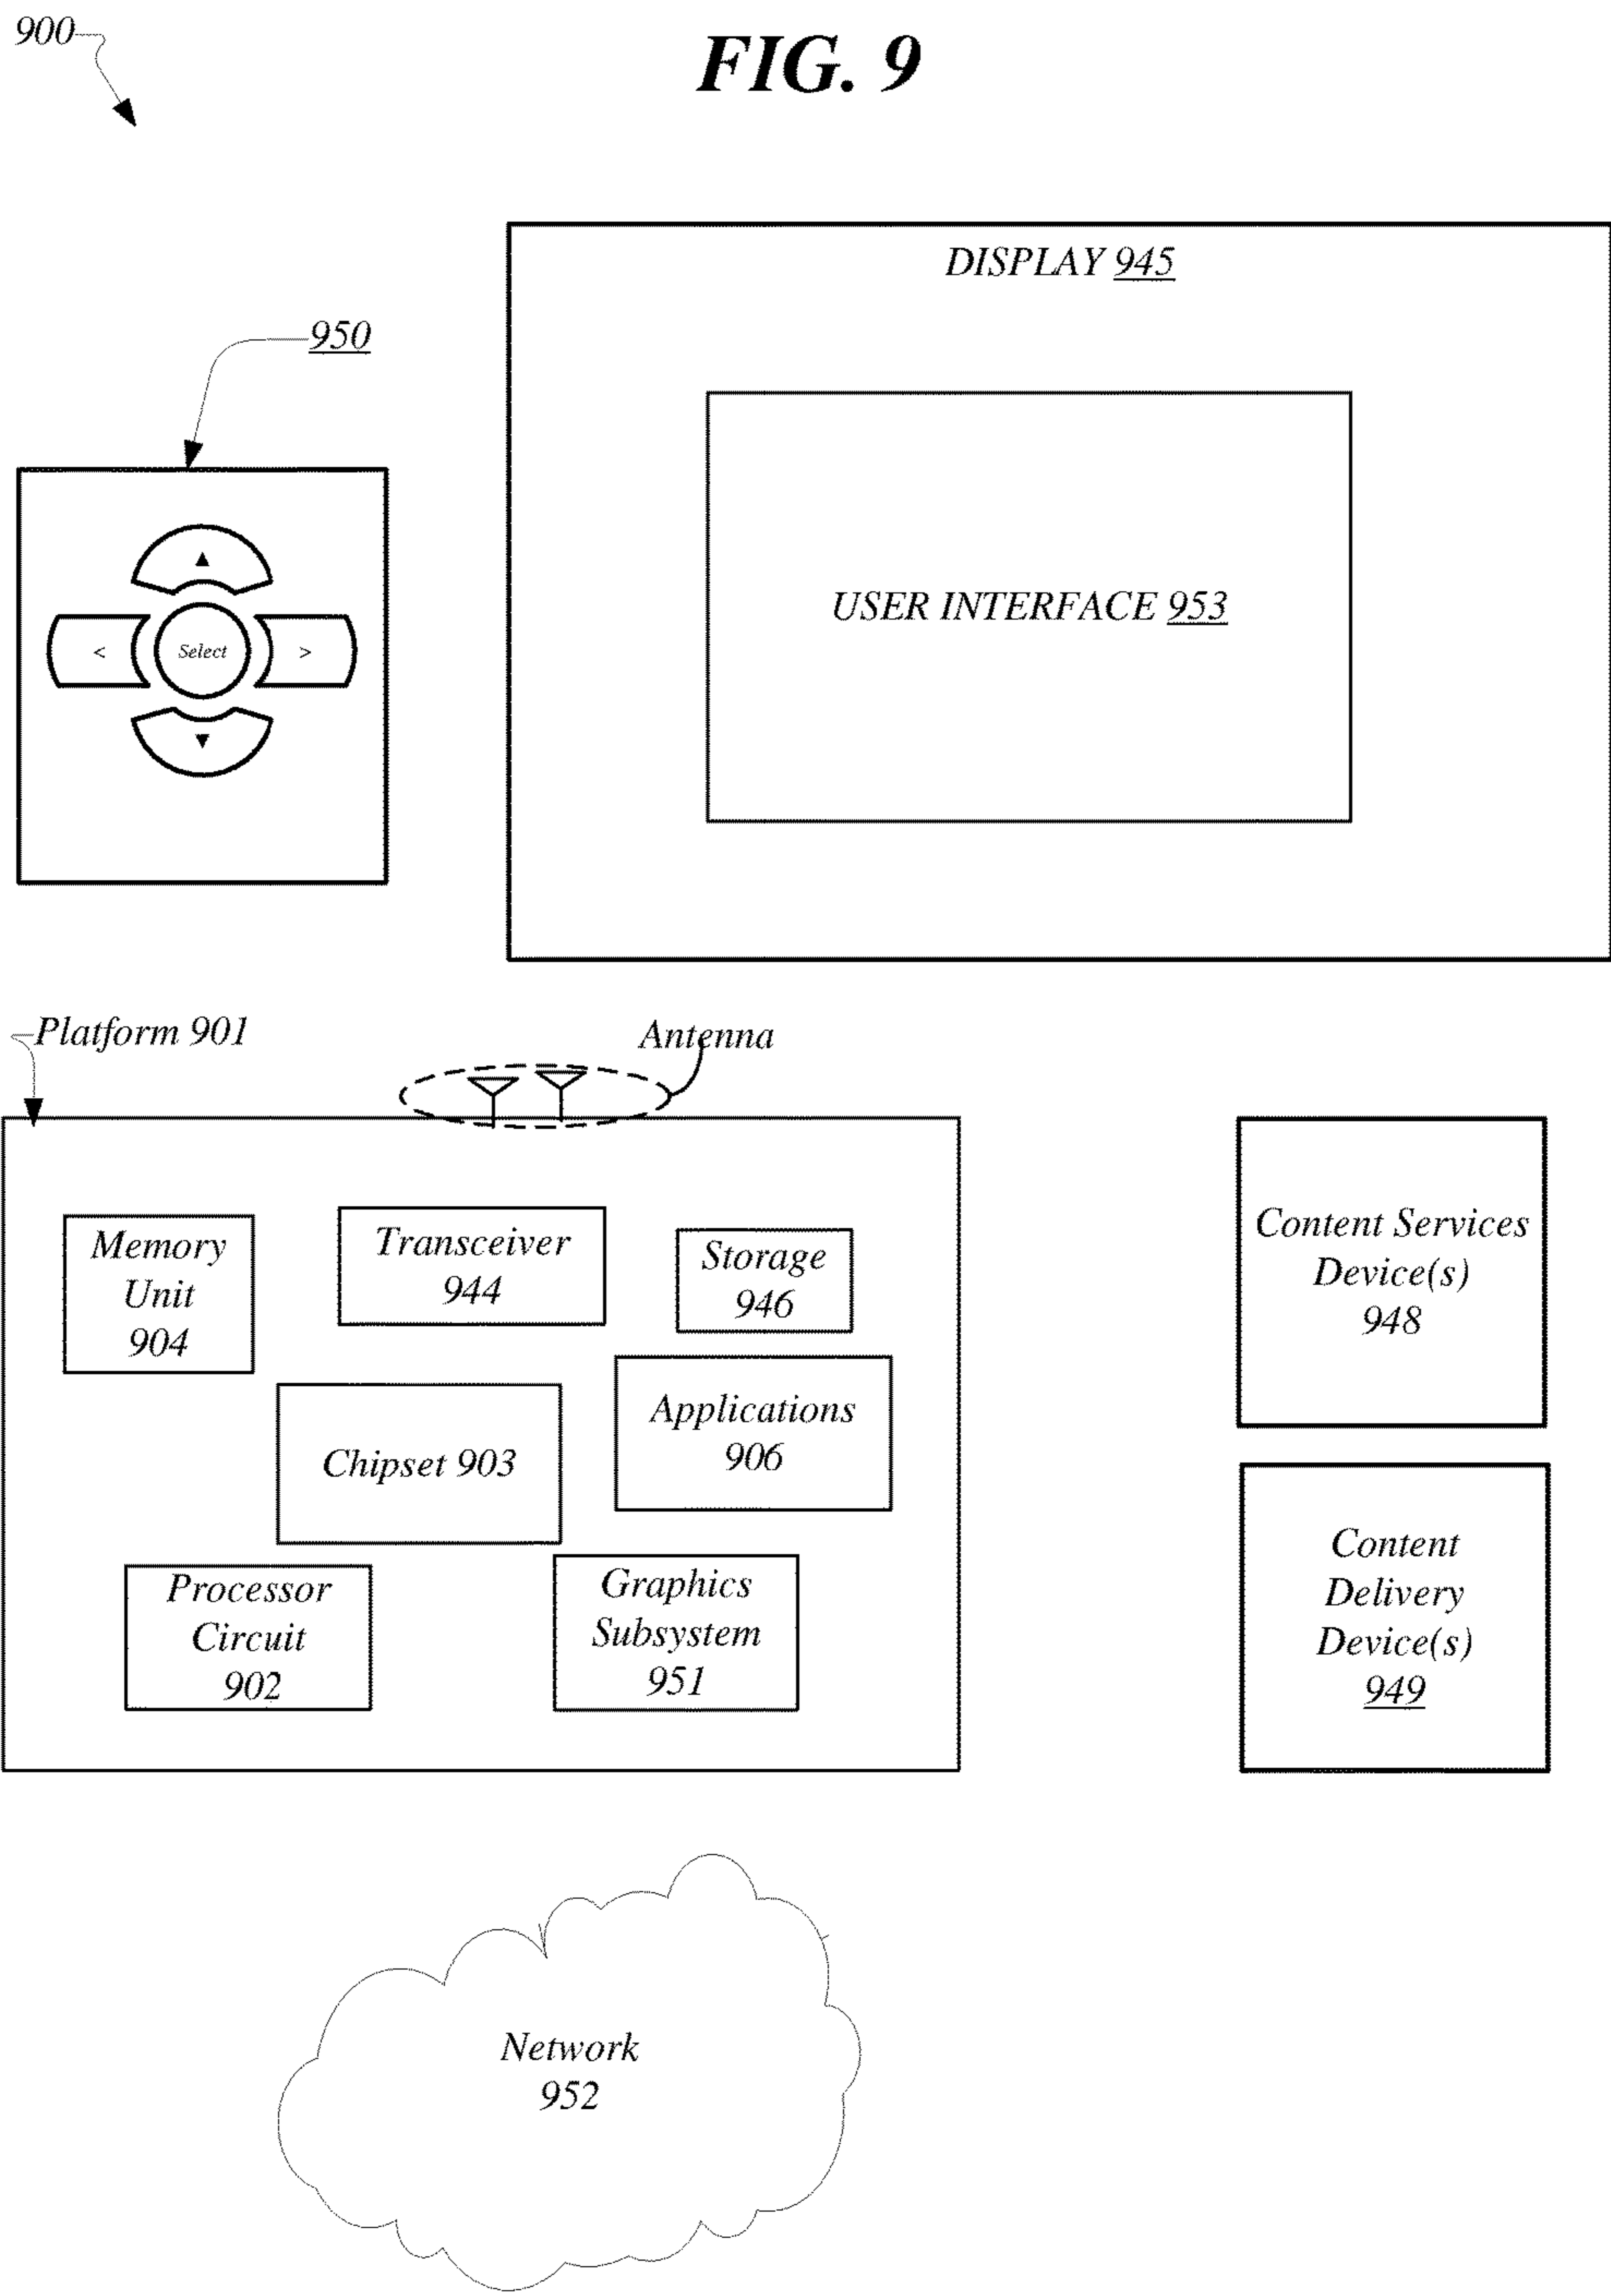 900
FIG. 9
DISPLAY 945
950
USER INTERFACE 953
▲
< Select >
▼
Platform 901
Antenna
Memory
Unit
904
Transceiver
944
Storage
946
Chipset 903
Applications
906
Processor
Circuit
902
Graphics
Subsystem
951
Content Services
Device(s)
948
Content
Delivery
Device(s)
949
Network
952